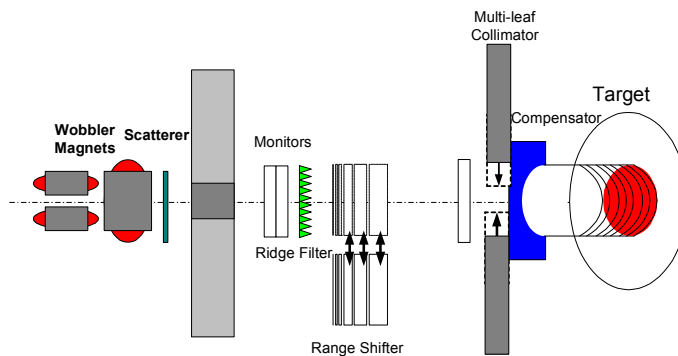 Multi-leaf
Collimator
Target
Compensator
Wobbler
Magnets
Scatterer
Monitors
Ridge Filter
Range Shifter